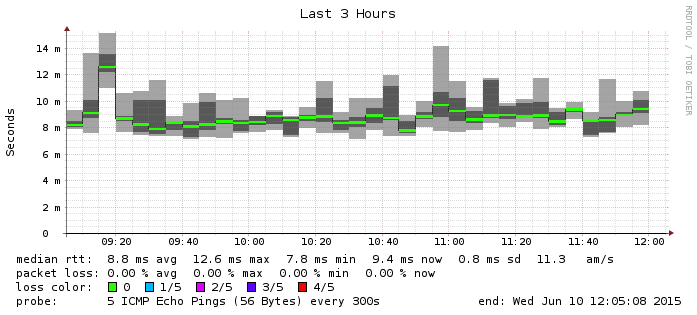 Last 3 Hours
RRDTOOL / TOBI OETIKER
Seconds
14 m
12 m
10 m
8 m
6 m
4 m
2 m
0
09:20 09:40 10:00 10:20 10:40 11:00 11:20 11:40 12:00
median rtt: 8.8 ms avg 12.6 ms max 7.8 ms min 9.4 ms now 0.8 ms sd 11.3 am/s
packet loss: 0.00 % avg 0.00 % max 0.00 % min 0.00 % now
loss color: 0 1/5 2/5 3/5 4/5
probe: 5 ICMP Echo Pings (56 Bytes) every 300s end: Wed Jun 10 12:05:08 2015